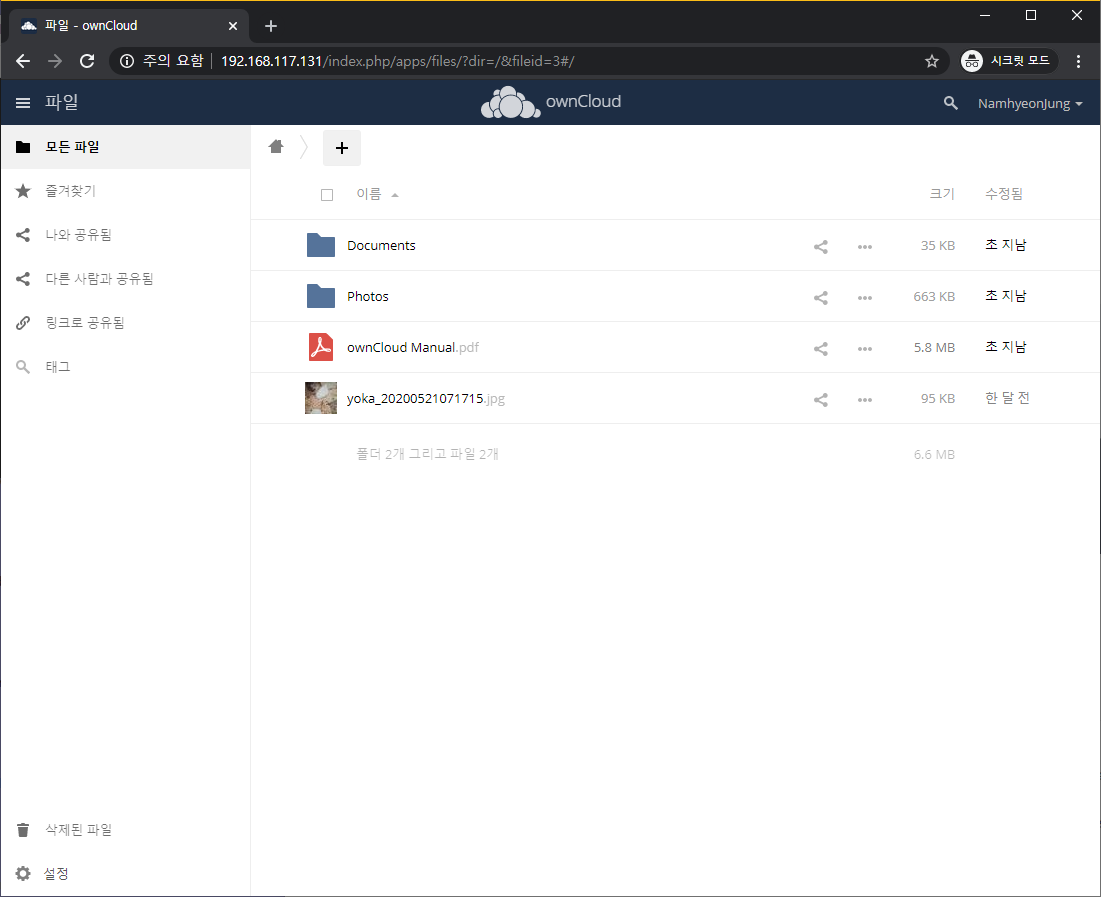 파일 - ownCloud
주의 요함 192.168.117.131/index.php/apps/files/?dir=/&fileid=3#/ 시크릿 모드
파일 ownCloud NamhyeonJung
모든 파일
즐겨찾기
나와 공유됨
다른 사람과 공유됨
링크로 공유됨
태그
삭제된 파일
설정
이름 크기 수정됨
Documents 35 KB 초 지남
Photos 663 KB 초 지남
ownCloud Manual.pdf 5.8 MB 초 지남
yoka_20200521071715.jpg 95 KB 한 달 전
폴더 2개 그리고 파일 2개 6.6 MB